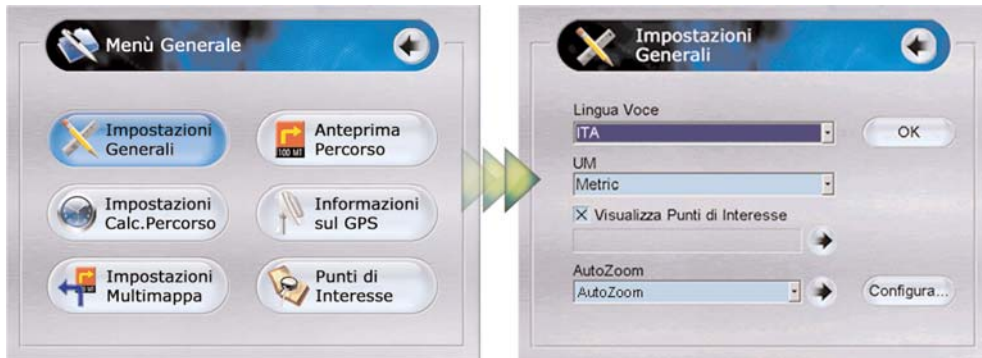 Menù Generale
Impostazioni
Generali
Anteprima
Percorso
100 MT
Impostazioni
Calc.Percorso
Informazioni
sul GPS
Impostazioni
Multimappa
Punti di
Interesse
Impostazioni
Generali
Lingua Voce
ITA
OK
UM
Metric
Visualizza Punti di Interesse
AutoZoom
AutoZoom
Configura...